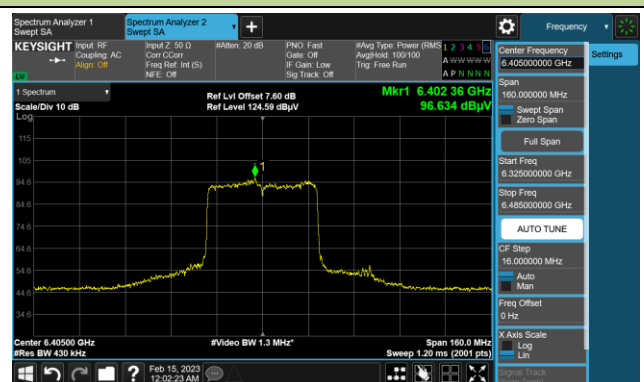 Spectrum Analyzer 1
Swept SA
Spectrum Analyzer 2
Swept SA
Frequency
KEYSIGHT
Input: RF
Coupling: AC
Align: Off
Input Z: 50 Ω
Corr CCorr
Freq Ref: Int (S)
NFE: Off
#Atten: 20 dB
PNO: Fast
Gate: Off
IF Gain: Low
Sig Track: Off
#Avg Type: Power (RMS
Avg|Hold: 100/100
Trig: Free Run
1 2 3 4 5 6
A W W W W W
A P N N N N
LW
1 Spectrum
Scale/Div 10 dB
Log
Ref Lvl Offset 7.60 dB
Ref Level 124.59 dBµV
Mkr1 6.402 36 GHz
96.634 dBµV
1
115
105
94.6
84.6
74.6
64.6
54.6
44.6
34.6
Center 6.40500 GHz
#Res BW 430 kHz
#Video BW 1.3 MHz*
Span 160.0 MHz
Sweep 1.20 ms (2001 pts)
Feb 15, 2023
12:02:23 AM
Center Frequency
6.405000000 GHz
Settings
Span
160.000000 MHz
Swept Span
Zero Span
Full Span
Start Freq
6.325000000 GHz
Stop Freq
6.485000000 GHz
AUTO TUNE
CF Step
16.000000 MHz
Auto
Man
Freq Offset
0 Hz
X Axis Scale
Log
Lin
Signal Track